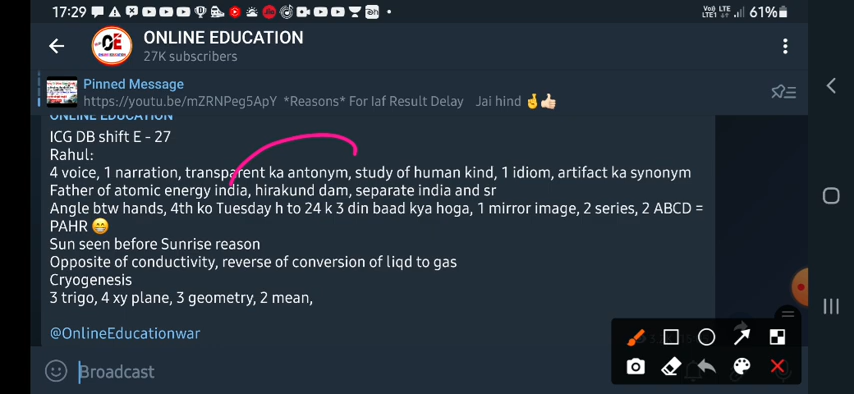 17:29
Vo)) LTE
LTE1
61%
ONLINE EDUCATION
27K subscribers
Pinned Message
https://youtu.be/mZRNPeg5ApY *Reasons* For Iaf Result Delay Jai hind 🤞👍🏻
ONLINE EDUCATION
ICG DB shift E - 27
Rahul:
4 voice, 1 narration, transparent ka antonym, study of human kind, 1 idiom, artifact ka synonym
Father of atomic energy india, hirakund dam, separate india and sr
Angle btw hands, 4th ko Tuesday h to 24 k 3 din baad kya hoga, 1 mirror image, 2 series, 2 ABCD =
PAHR 😁
Sun seen before Sunrise reason
Opposite of conductivity, reverse of conversion of liqd to gas
Cryogenesis
3 trigo, 4 xy plane, 3 geometry, 2 mean,
@OnlineEducationwar
Broadcast